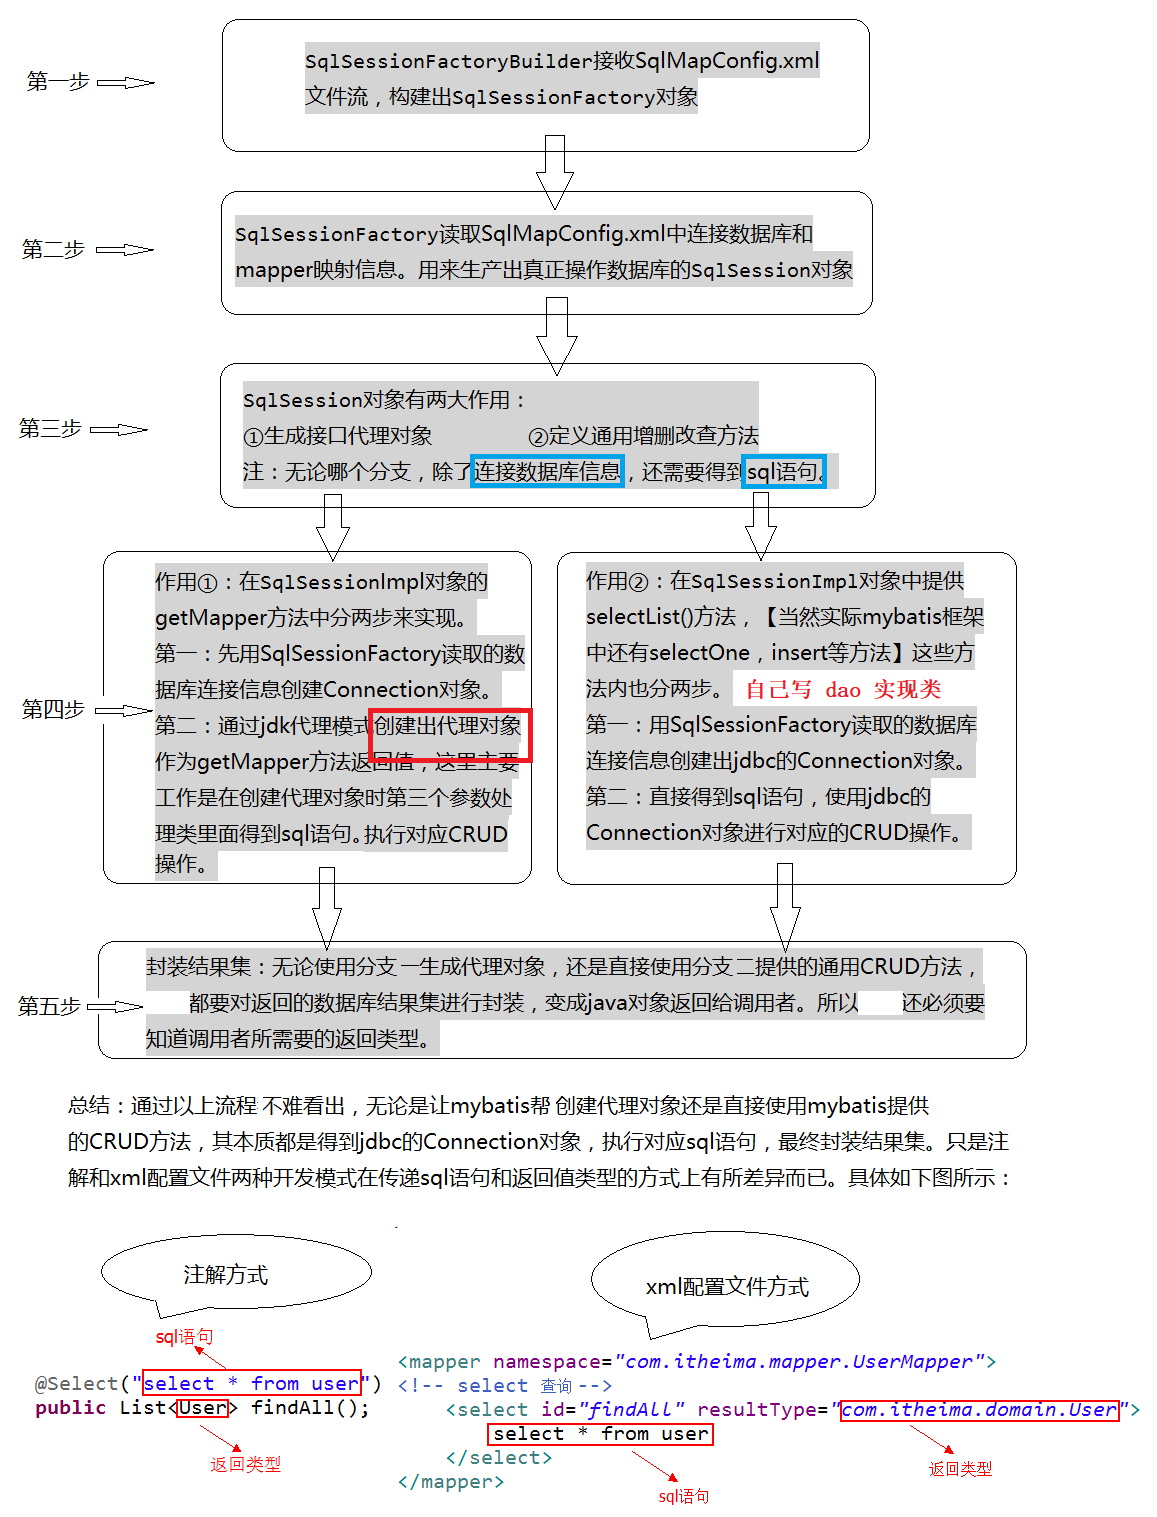 第一步
SqlSessionFactoryBuilder接收SqlMapConfig.xml
文件流，构建出SqlSessionFactory对象
第二步
SqlSessionFactory读取SqlMapConfig.xml中连接数据库和
mapper映射信息。用来生产出真正操作数据库的SqlSession对象
第三步
SqlSession对象有两大作用：
①生成接口代理对象 ②定义通用增删改查方法
注：无论哪个分支，除了连接数据库信息，还需要得到sql语句。
第四步
作用①：在SqlSessionImpl对象的
getMapper方法中分两步来实现。
第一：先用SqlSessionFactory读取的数
据库连接信息创建Connection对象。
第二：通过jdk代理模式创建出代理对象
作为getMapper方法返回值，这里主要
工作是在创建代理对象时第三个参数处
理类里面得到sql语句。执行对应CRUD
操作。
作用②：在SqlSessionImpl对象中提供
selectList()方法，【当然实际mybatis框架
中还有selectOne，insert等方法】这些方
法内也分两步。 自己写 dao 实现类
第一：用SqlSessionFactory读取的数据库
连接信息创建出jdbc的Connection对象。
第二：直接得到sql语句，使用jdbc的
Connection对象进行对应的CRUD操作。
第五步
封装结果集：无论使用分支一生成代理对象，还是直接使用分支二提供的通用CRUD方法，
都要对返回的数据库结果集进行封装，变成java对象返回给调用者。所以 还必须要
知道调用者所需要的返回类型。
总结：通过以上流程 不难看出，无论是让mybatis帮 创建代理对象还是直接使用mybatis提供
的CRUD方法，其本质都是得到jdbc的Connection对象，执行对应sql语句，最终封装结果集。只是注
解和xml配置文件两种开发模式在传递sql语句和返回值类型的方式上有所差异而已。具体如下图所示：
注解方式
sql语句
@Select("select * from user")
public List<User> findAll();
返回类型
xml配置文件方式
<mapper namespace="com.itheima.mapper.UserMapper">
<!-- select 查询 -->
<select id="findAll" resultType="com.itheima.domain.User">
select * from user
</select>
</mapper>
返回类型
sql语句